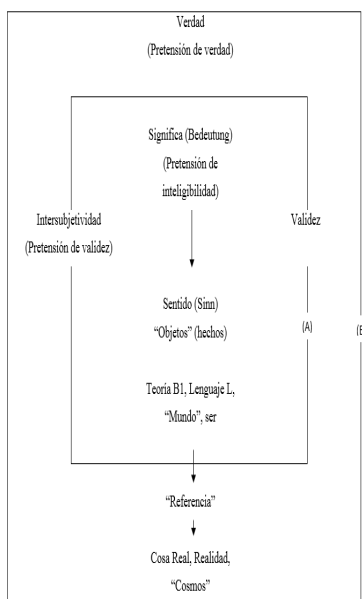 Verdad
(Pretensión de verdad)
Significa (Bedeutung)
(Pretensión de
inteligibilidad)
Intersubjetividad
(Pretensión de validez)
Validez
Sentido (Sinn)
“Objetos” (hechos)
(A)
Teoría B1, Lenguaje L,
“Mundo”, ser
“Referencia”
Cosa Real, Realidad,
“Cosmos”